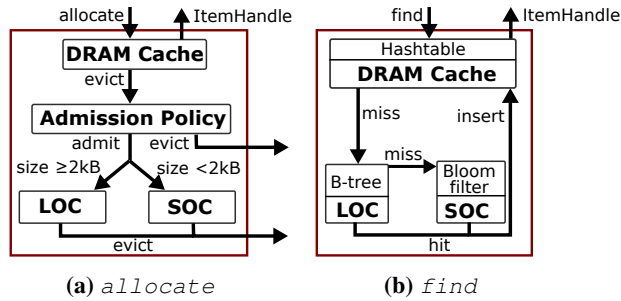 allocate
ItemHandle
DRAM Cache
evict
Admission Policy
admit
evict
size ≥2kB
size <2kB
LOC
SOC
evict
(a) allocate
find
ItemHandle
Hashtable
DRAM Cache
miss
insert
miss
B-tree
LOC
Bloom
filter
SOC
hit
(b) find